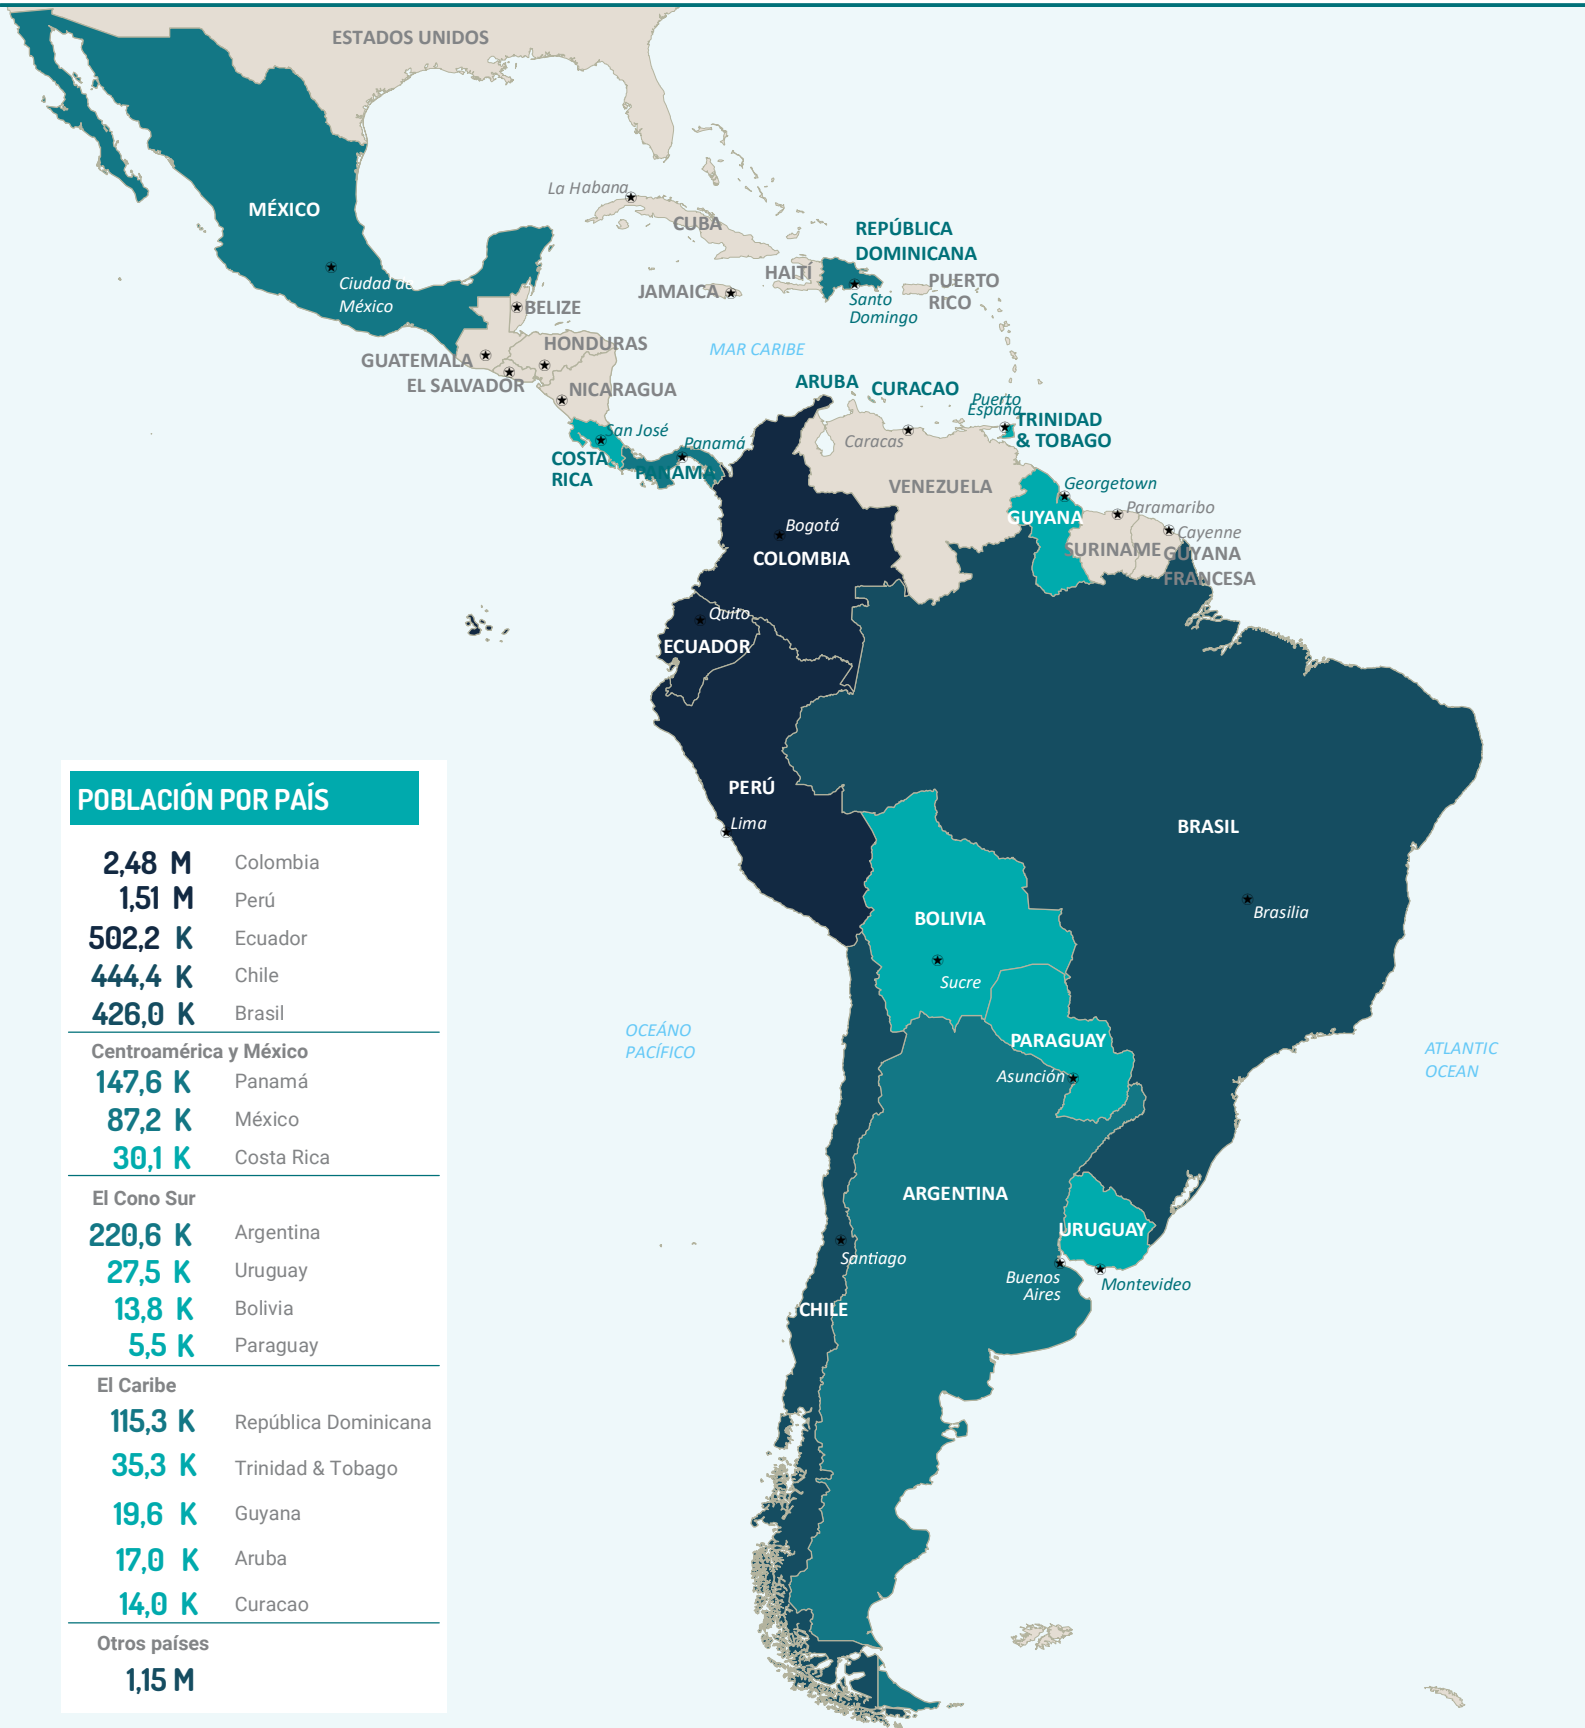 ESTADOS UNIDOS
MÉXICO
Ciudad de
México
La Habana
CUBA
REPÚBLICA
DOMINICANA
HAITÍ
JAMAICA
PUERTO
RICO
Santo
Domingo
BELIZE
HONDURAS
GUATEMALA
EL SALVADOR
NICARAGUA
MAR CARIBE
ARUBA
CURACAO
Puerto
España
TRINIDAD
& TOBAGO
San José
Panamá
COSTA
RICA
PANAMÁ
Caracas
VENEZUELA
Georgetown
GUYANA
Paramaribo
Cayenne
SURINAME
GUYANA
FRANCESA
Bogotá
COLOMBIA
Quito
ECUADOR
PERÚ
Lima
BRASIL
Brasilia
BOLIVIA
Sucre
PARAGUAY
Asunción
OCEÁNO
PACÍFICO
ATLANTIC
OCEAN
ARGENTINA
URUGUAY
Santiago
Buenos
Aires
Montevideo
CHILE
POBLACIÓN POR PAÍS
2,48 M Colombia
1,51 M Perú
502,2 K Ecuador
444,4 K Chile
426,0 K Brasil
Centroamérica y México
147,6 K Panamá
87,2 K México
30,1 K Costa Rica
El Cono Sur
220,6 K Argentina
27,5 K Uruguay
13,8 K Bolivia
5,5 K Paraguay
El Caribe
115,3 K República Dominicana
35,3 K Trinidad & Tobago
19,6 K Guyana
17,0 K Aruba
14,0 K Curacao
Otros países
1,15 M